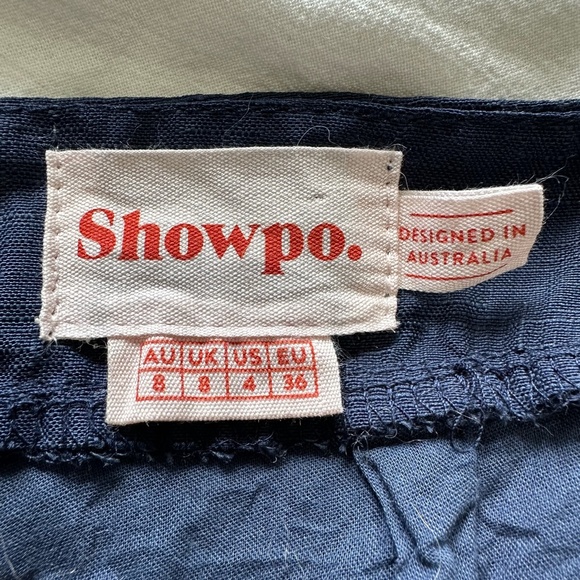 Showpo.
DESIGNED IN
AUSTRALIA
AU UK US EU
8 8 4 36